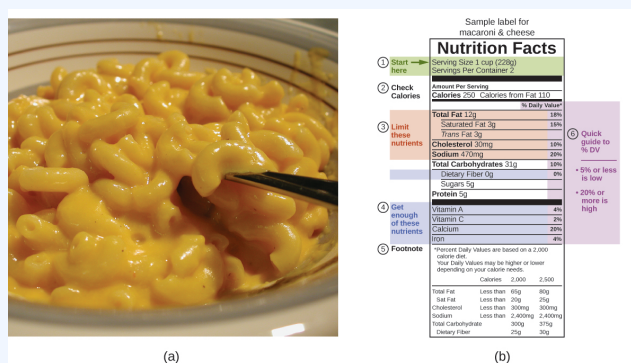 Sample label for
macaroni & cheese
Nutrition Facts
1 Start here
Serving Size 1 cup (228g)
Servings Per Container 2
2 Check
Calories
Amount Per Serving
Calories 250 Calories from Fat 110
% Daily Value*
3 Limit
these
nutrients
Total Fat 12g 18%
Saturated Fat 3g 15%
Trans Fat 3g
Cholesterol 30mg 10%
Sodium 470mg 20%
Total Carbohydrates 31g 10%
Dietary Fiber 0g 0%
Sugars 5g
Protein 5g
4 Get
enough
of these
nutrients
Vitamin A 4%
Vitamin C 2%
Calcium 20%
Iron 4%
5 Footnote
*Percent Daily Values are based on a 2,000
calorie diet.
Your Daily Values may be higher or lower
depending on your calorie needs.
Calories 2,000 2,500
Total Fat Less than 65g 80g
Sat Fat Less than 20g 25g
Cholesterol Less than 300mg 300mg
Sodium Less than 2,400mg 2,400mg
Total Carbohydrate 300g 375g
Dietary Fiber 25g 30g
6 Quick
guide to
% DV
• 5% or less
is low
• 20% or
more is
high
(a)
(b)